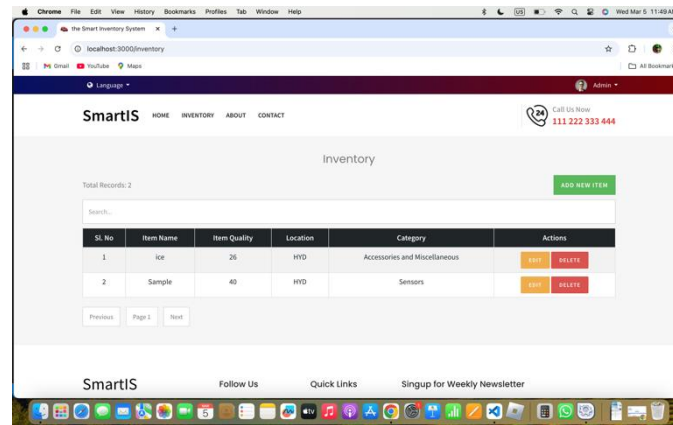 Chrome File Edit View History Bookmarks Profiles Tab Window Help US Wed Mar 5 11:49 AM
the Smart Inventory System
localhost:3000/inventory
Gmail YouTube Maps All Bookmarks
Language Admin
SmartIS HOME INVENTORY ABOUT CONTACT 24 Call Us Now
111 222 333 444
Inventory
Total Records: 2 ADD NEW ITEM
Search..
Sl. No Item Name Item Quality Location Category Actions
1 ice 26 HYD Accessories and Miscellaneous EDIT DELETE
2 Sample 40 HYD Sensors EDIT DELETE
Previous Page 1 Next
SmartIS Follow Us Quick Links Singup for Weekly Newsletter
5 tv